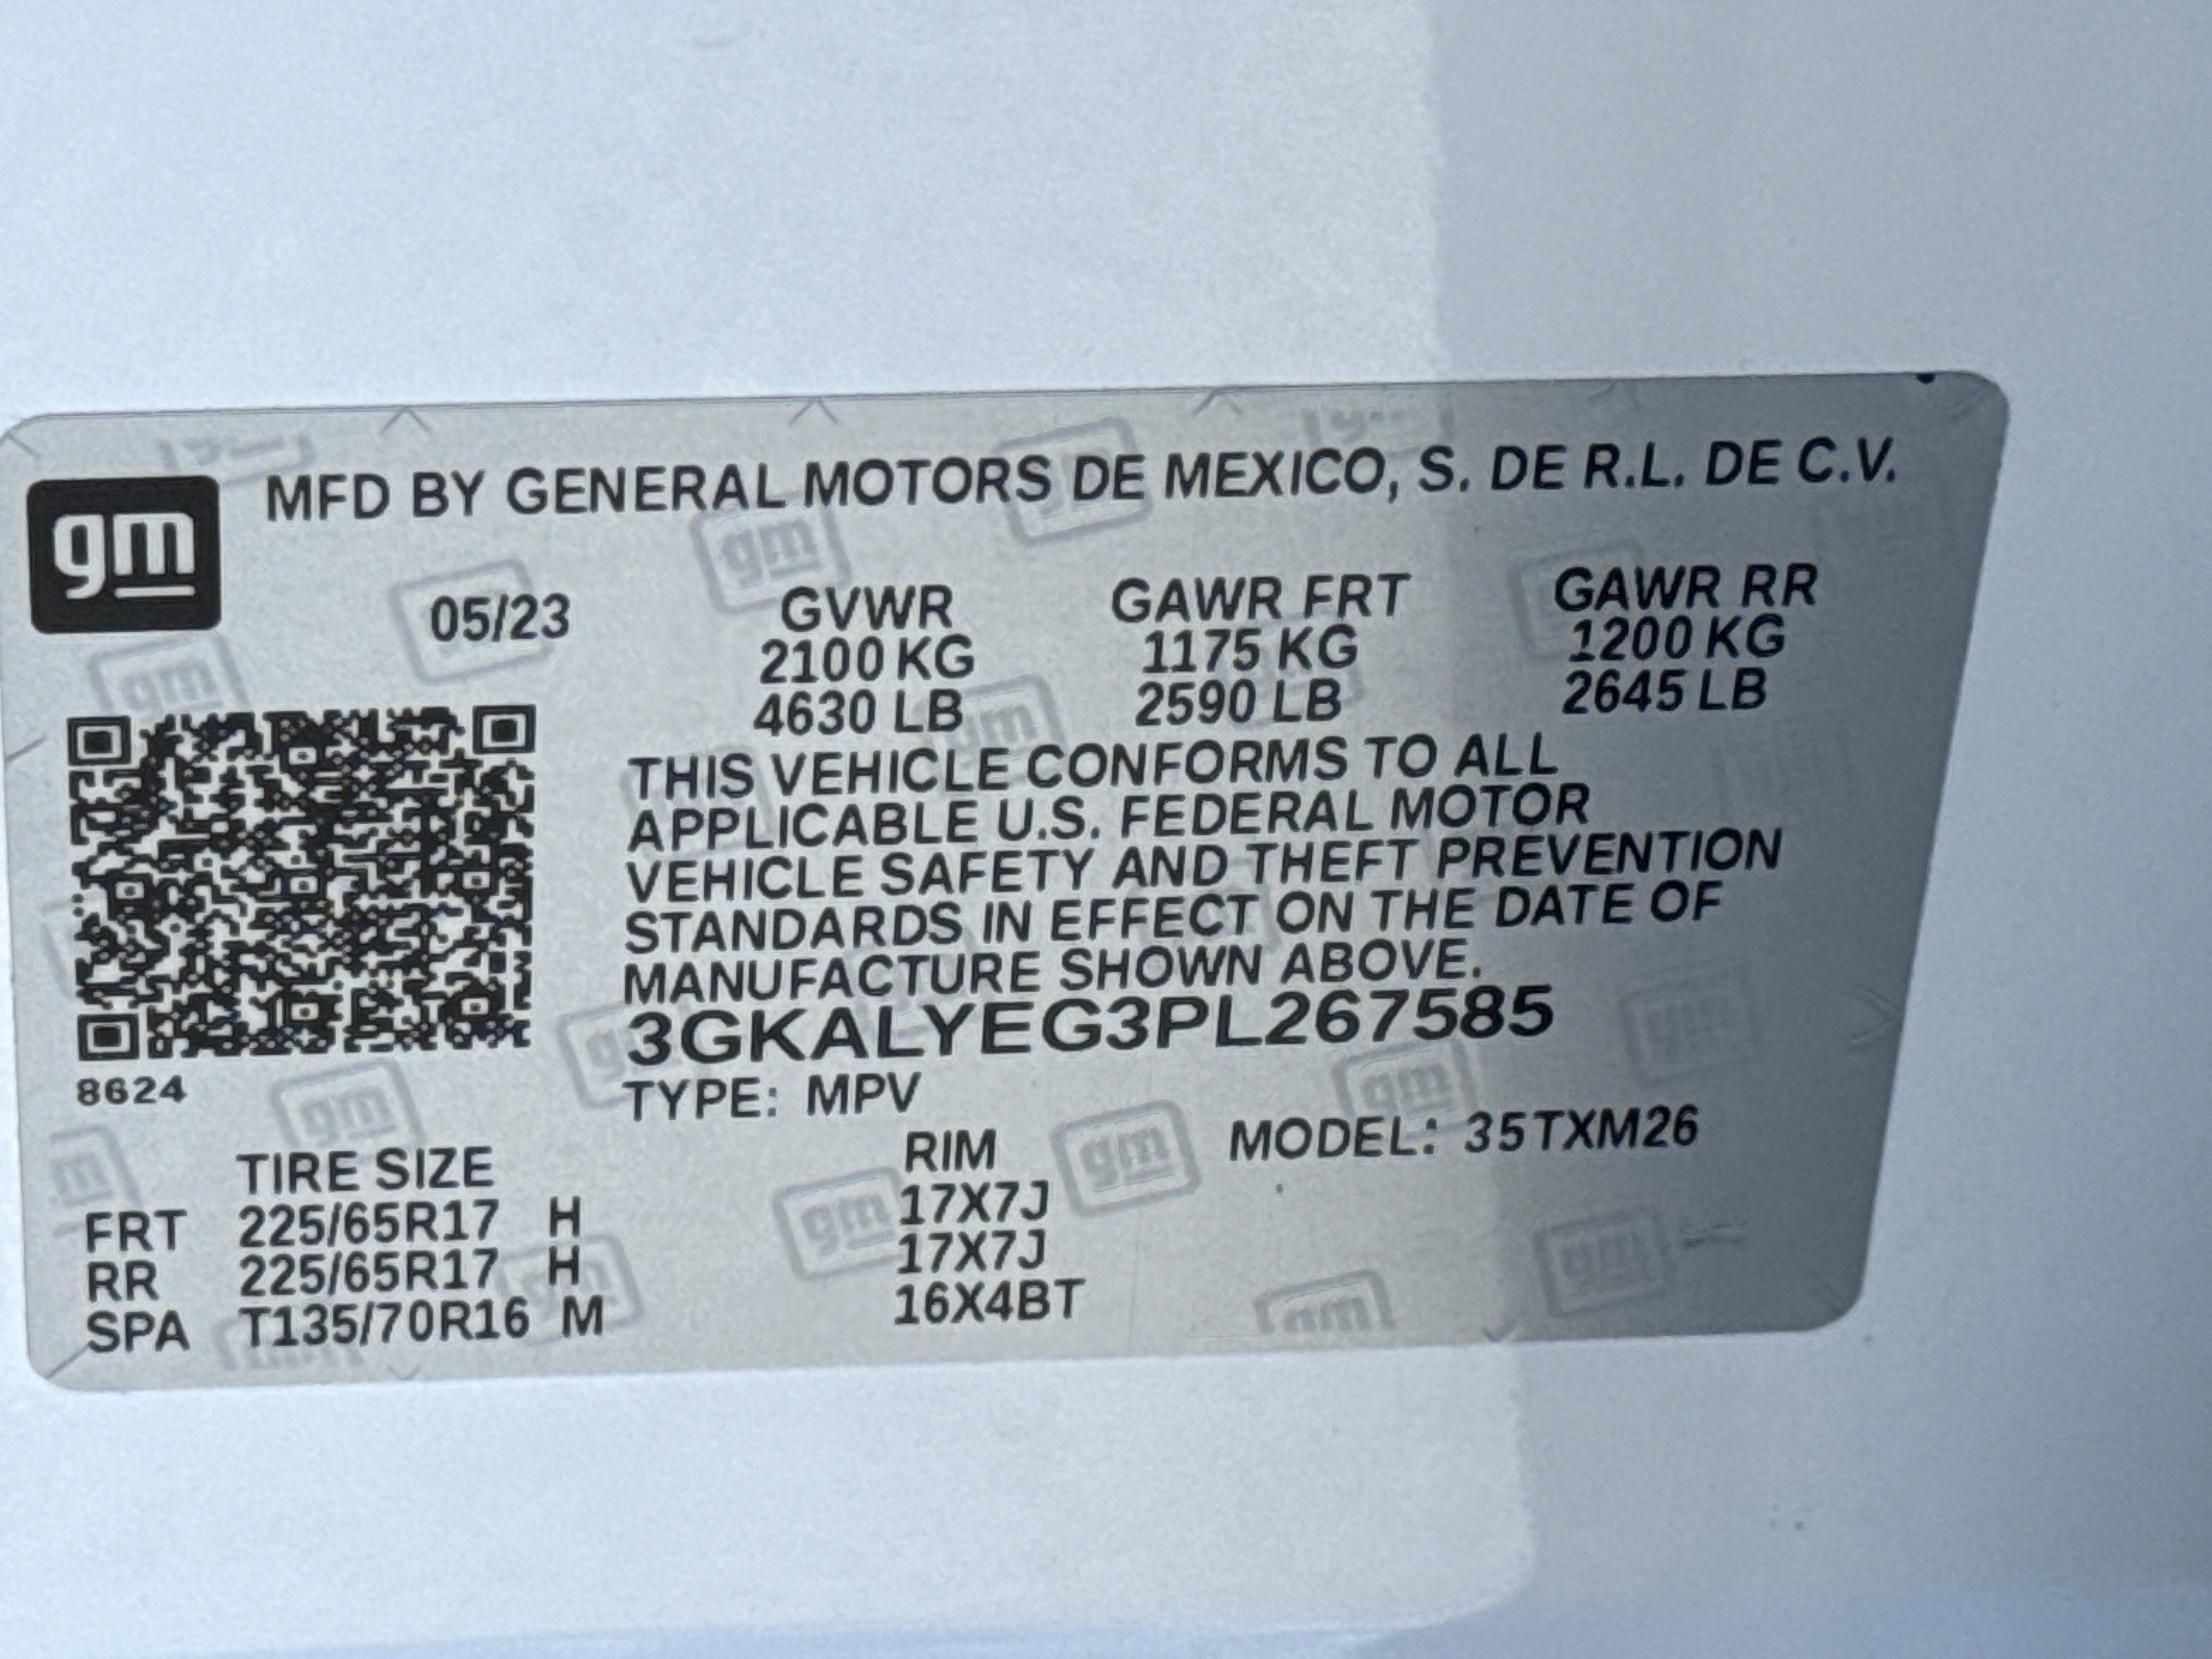 gm MFD BY GENERAL MOTORS DE MEXICO, S. DE R.L. DE C.V.
05/23 GVWR GAWR FRT GAWR RR
2100 KG 1175 KG 1200 KG
4630 LB 2590 LB 2645 LB
THIS VEHICLE CONFORMS TO ALL
APPLICABLE U.S. FEDERAL MOTOR
VEHICLE SAFETY AND THEFT PREVENTION
STANDARDS IN EFFECT ON THE DATE OF
MANUFACTURE SHOWN ABOVE.
3GKALYEG3PL267585
8624
TYPE: MPV
MODEL: 35TXM26
TIRE SIZE RIM
FRT 225/65R17 H 17X7J
RR 225/65R17 H 17X7J
SPA T135/70R16 M 16X4BT